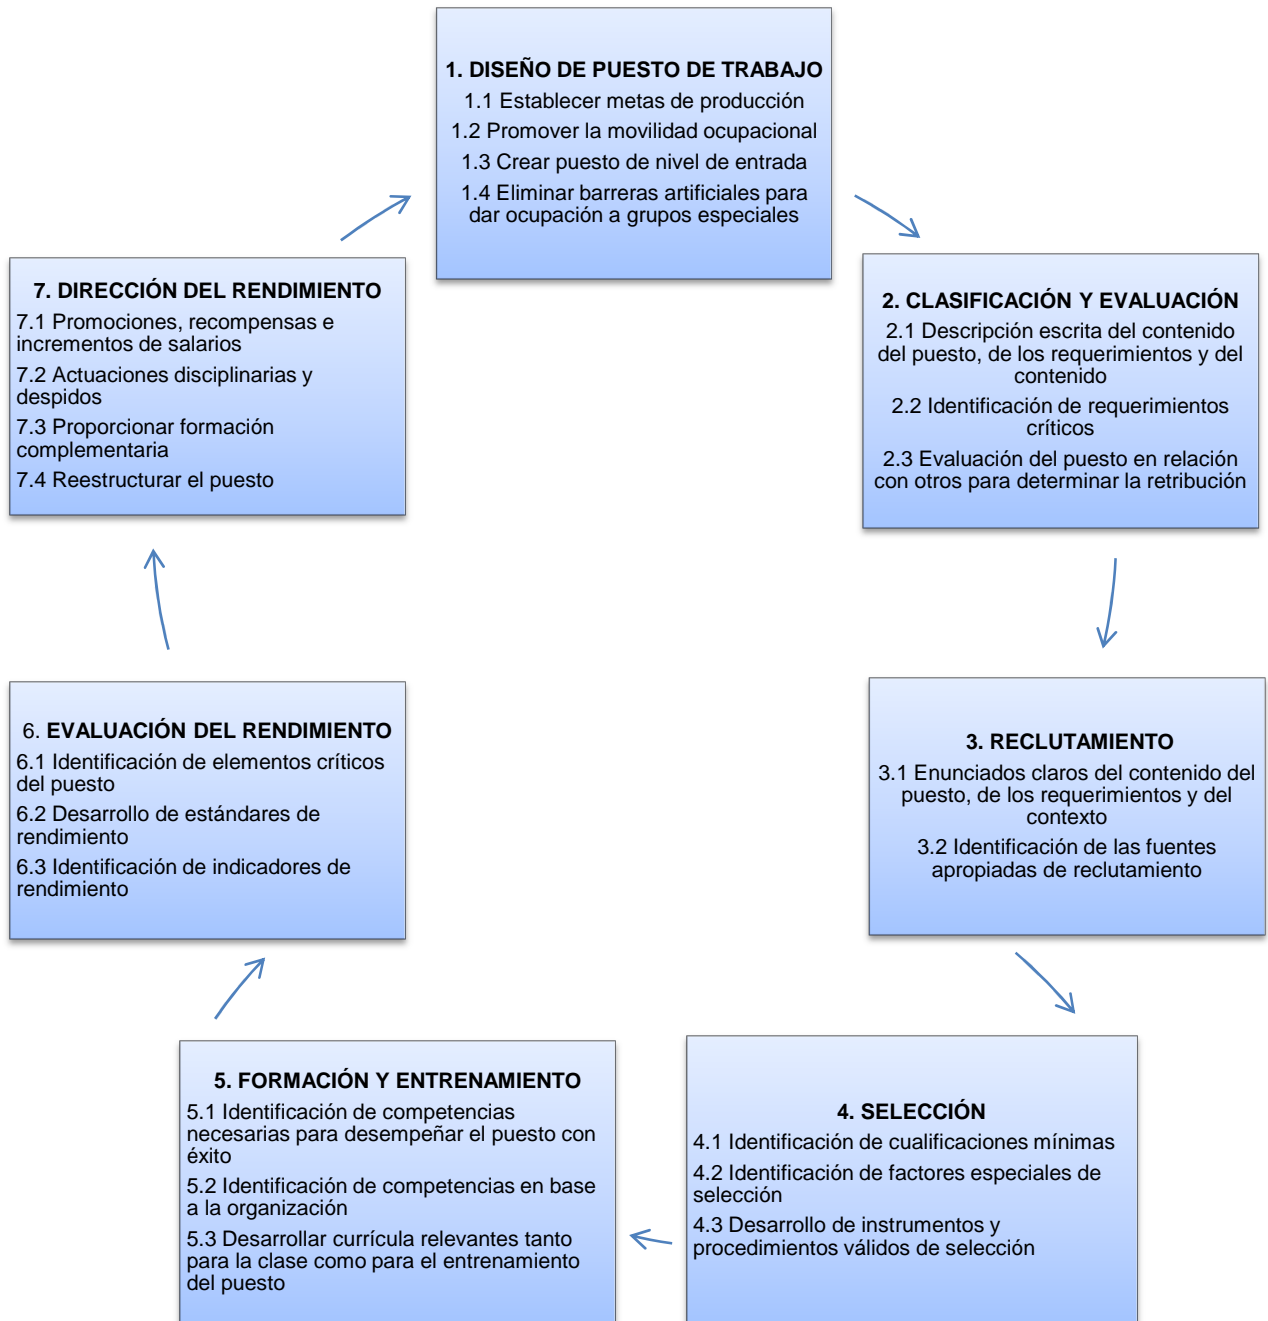 1. DISEÑO DE PUESTO DE TRABAJO
1.1 Establecer metas de producción
1.2 Promover la movilidad ocupacional
1.3 Crear puesto de nivel de entrada
1.4 Eliminar barreras artificiales para
dar ocupación a grupos especiales
2. CLASIFICACIÓN Y EVALUACIÓN
2.1 Descripción escrita del contenido
del puesto, de los requerimientos y del
contenido
2.2 Identificación de requerimientos
críticos
2.3 Evaluación del puesto en relación
con otros para determinar la retribución
3. RECLUTAMIENTO
3.1 Enunciados claros del contenido del
puesto, de los requerimientos y del
contexto
3.2 Identificación de las fuentes
apropiadas de reclutamiento
4. SELECCIÓN
4.1 Identificación de cualificaciones mínimas
4.2 Identificación de factores especiales de
selección
4.3 Desarrollo de instrumentos y
procedimientos válidos de selección
5. FORMACIÓN Y ENTRENAMIENTO
5.1 Identificación de competencias
necesarias para desempeñar el puesto con
éxito
5.2 Identificación de competencias en base
a la organización
5.3 Desarrollar currícula relevantes tanto
para la clase como para el entrenamiento
del puesto
6. EVALUACIÓN DEL RENDIMIENTO
6.1 Identificación de elementos críticos
del puesto
6.2 Desarrollo de estándares de
rendimiento
6.3 Identificación de indicadores de
rendimiento
7. DIRECCIÓN DEL RENDIMIENTO
7.1 Promociones, recompensas e
incrementos de salarios
7.2 Actuaciones disciplinarias y
despidos
7.3 Proporcionar formación
complementaria
7.4 Reestructurar el puesto